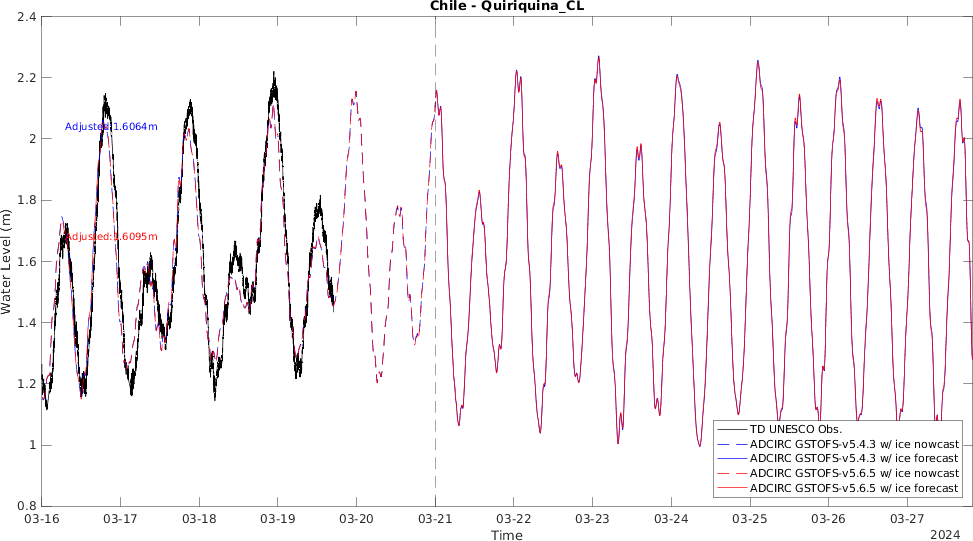 Chile - Quiriquina_CL
2.4
2.2
2
1.8
1.6
1.4
1.2
1
0.8
Water Level (m)
Adjusted:1.6064m
Adjusted:1.6095m
TD UNESCO Obs.
ADCIRC GSTOFS-v5.4.3 w/ ice nowcast
ADCIRC GSTOFS-v5.4.3 w/ ice forecast
ADCIRC GSTOFS-v5.6.5 w/ ice nowcast
ADCIRC GSTOFS-v5.6.5 w/ ice forecast
03-16 03-17 03-18 03-19 03-20 03-21 03-22 03-23 03-24 03-25 03-26 03-27
Time
2024